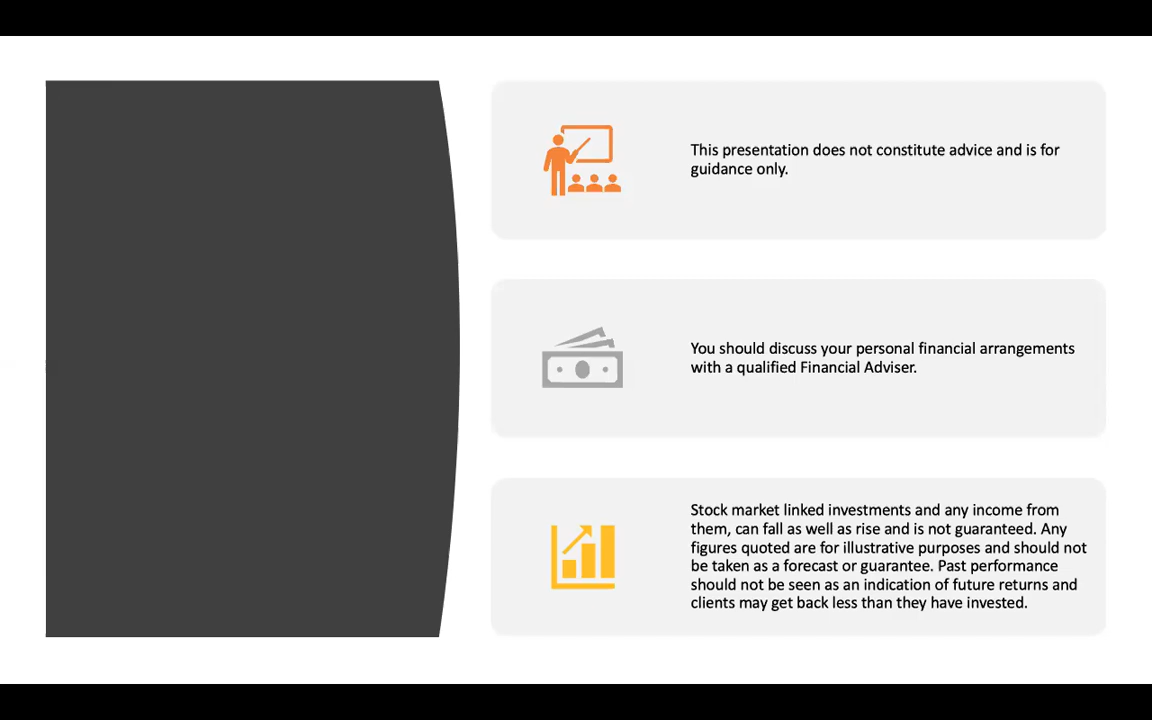 This presentation does not constitute advice and is for
guidance only.
You should discuss your personal financial arrangements
with a qualified Financial Adviser.
Stock market linked investments and any income from
them, can fall as well as rise and is not guaranteed. Any
figures quoted are for illustrative purposes and should not
be taken as a forecast or guarantee. Past performance
should not be seen as an indication of future returns and
clients may get back less than they have invested.